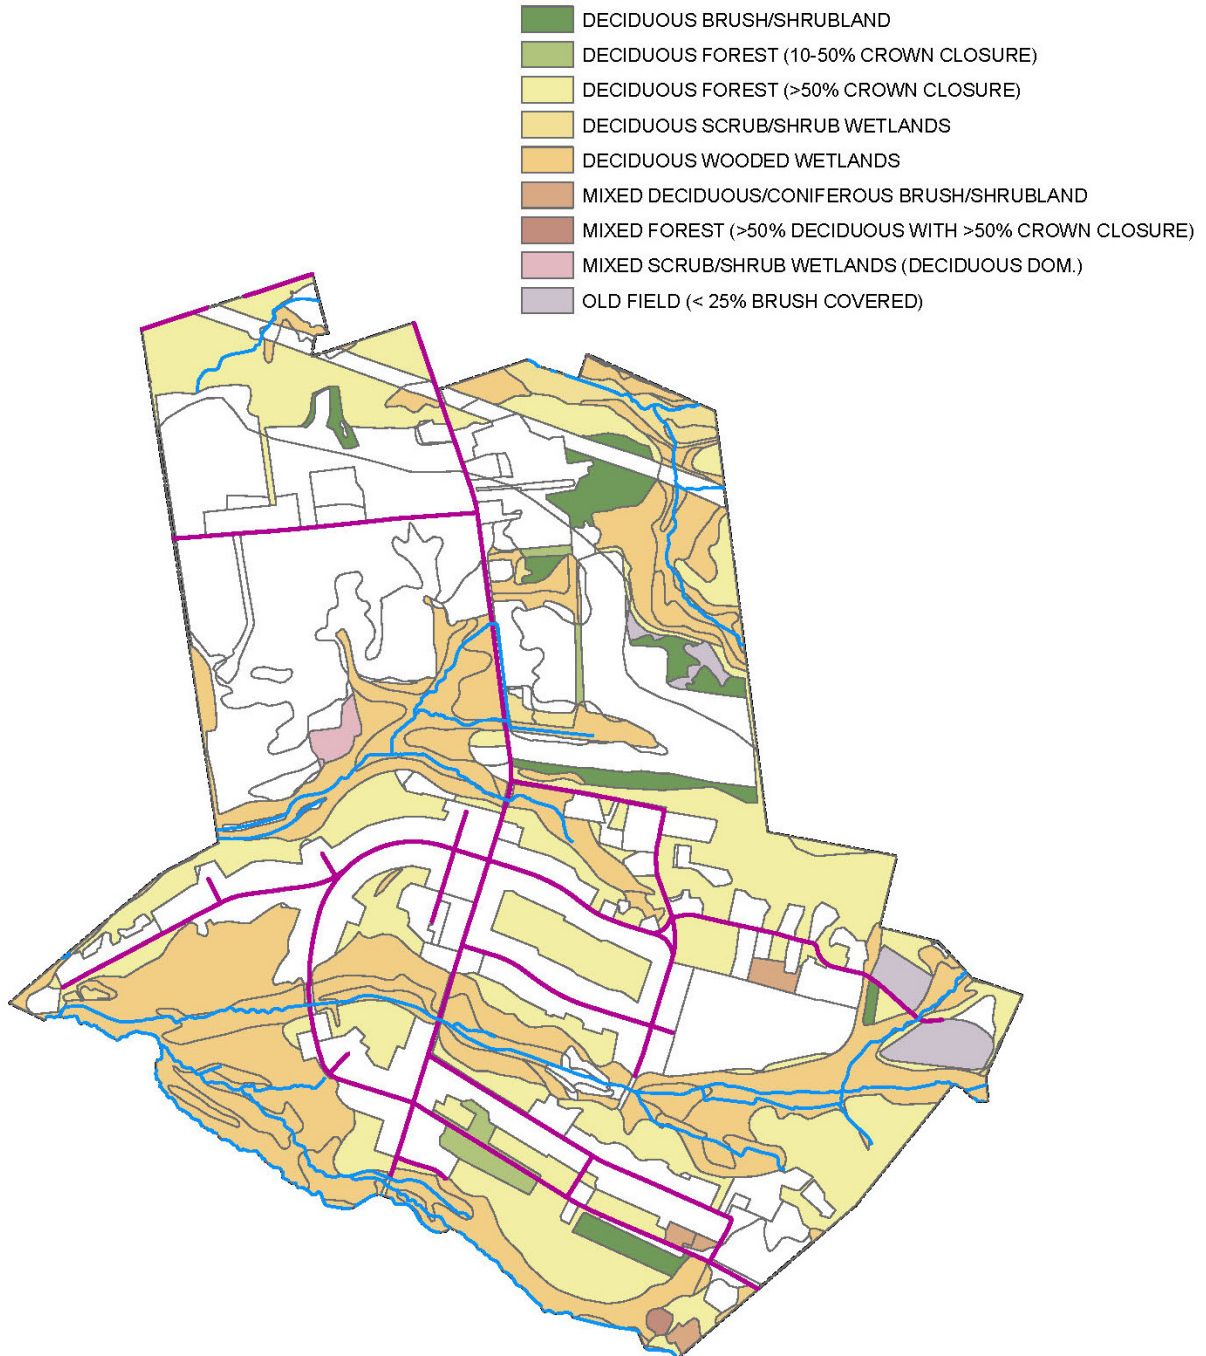 DECIDUOUS BRUSH/SHRUBLAND
DECIDUOUS FOREST (10-50% CROWN CLOSURE)
DECIDUOUS FOREST (>50% CROWN CLOSURE)
DECIDUOUS SCRUB/SHRUB WETLANDS
DECIDUOUS WOODED WETLANDS
MIXED DECIDUOUS/CONIFEROUS BRUSH/SHRUBLAND
MIXED FOREST (>50% DECIDUOUS WITH >50% CROWN CLOSURE)
MIXED SCRUB/SHRUB WETLANDS (DECIDUOUS DOM.)
OLD FIELD (< 25% BRUSH COVERED)